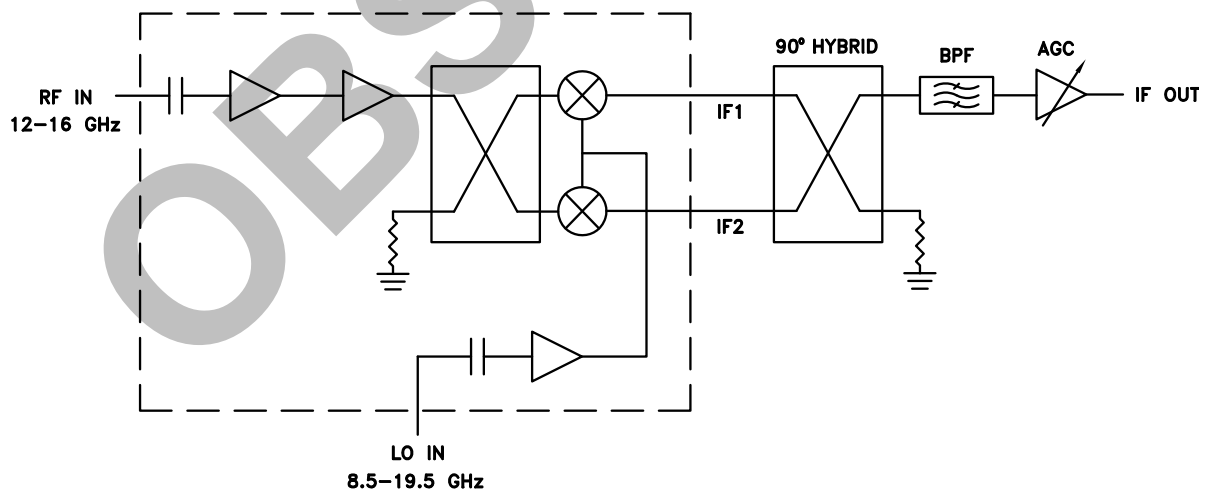 90° HYBRID
BPF
AGC
RF IN
12–16 GHz
IF1
IF OUT
IF2
LO IN
8.5–19.5 GHz
OBS